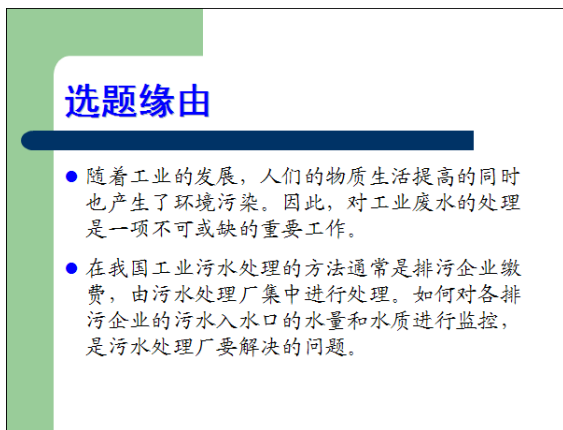 选题缘由
随着工业的发展，人们的物质生活提高的同时
也产生了环境污染。因此，对工业废水的处理
是一项不可或缺的重要工作。
在我国工业污水处理的方法通常是排污企业缴
费，由污水处理厂集中进行处理。如何对各排
污企业的污水入水口的水量和水质进行监控，
是污水处理厂要解决的问题。